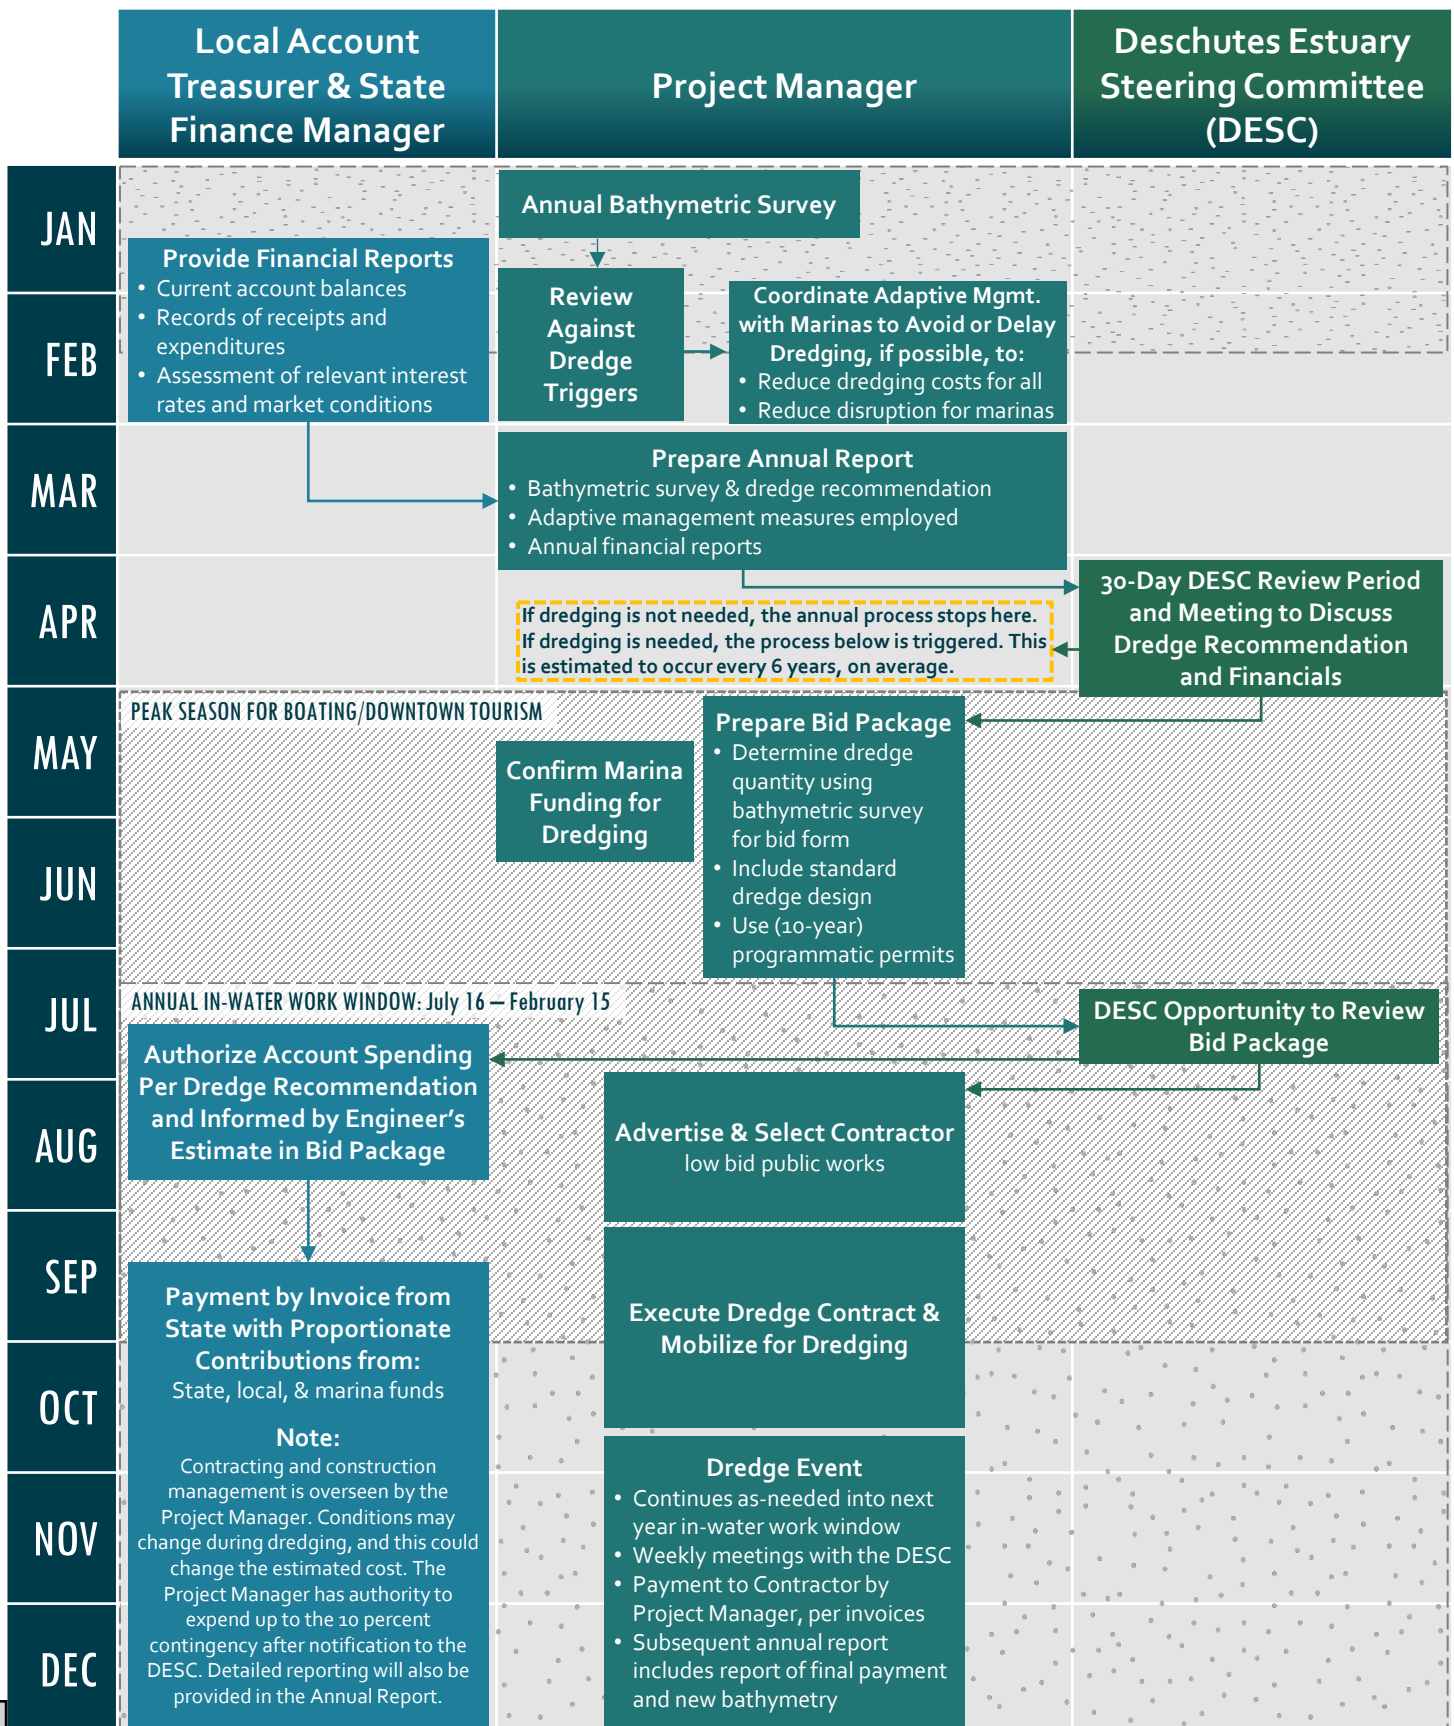 Local Account
Treasurer & State
Finance Manager
Project Manager
Deschutes Estuary
Steering Committee
(DESC)
JAN
Annual Bathymetric Survey
Provide Financial Reports
• Current account balances
• Records of receipts and
expenditures
• Assessment of relevant interest
rates and market conditions
Review
Against
Dredge
Triggers
Coordinate Adaptive Mgmt.
with Marinas to Avoid or Delay
Dredging, if possible, to:
• Reduce dredging costs for all
• Reduce disruption for marinas
FEB
MAR
Prepare Annual Report
• Bathymetric survey & dredge recommendation
• Adaptive management measures employed
• Annual financial reports
APR
If dredging is not needed, the annual process stops here.
If dredging is needed, the process below is triggered. This
is estimated to occur every 6 years, on average.
30-Day DESC Review Period
and Meeting to Discuss
Dredge Recommendation
and Financials
PEAK SEASON FOR BOATING/DOWNTOWN TOURISM
MAY
Confirm Marina
Funding for
Dredging
Prepare Bid Package
• Determine dredge
quantity using
bathymetric survey
for bid form
• Include standard
dredge design
• Use (10-year)
programmatic permits
JUN
JUL
ANNUAL IN-WATER WORK WINDOW: July 16 – February 15
DESC Opportunity to Review
Bid Package
Authorize Account Spending
Per Dredge Recommendation
and Informed by Engineer's
Estimate in Bid Package
AUG
Advertise & Select Contractor
low bid public works
SEP
Payment by Invoice from
State with Proportionate
Contributions from:
State, local, & marina funds
Note:
Contracting and construction
management is overseen by the
Project Manager. Conditions may
change during dredging, and this could
change the estimated cost. The
Project Manager has authority to
expend up to the 10 percent
contingency after notification to the
DESC. Detailed reporting will also be
provided in the Annual Report.
Execute Dredge Contract &
Mobilize for Dredging
OCT
Dredge Event
• Continues as-needed into next
year in-water work window
• Weekly meetings with the DESC
• Payment to Contractor by
Project Manager, per invoices
• Subsequent annual report
includes report of final payment
and new bathymetry
NOV
DEC